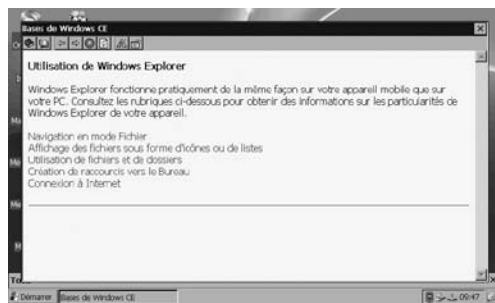 Bases de Windows CE
Utilisation de Windows Explorer
Windows Explorer fonctionne pratiquement de la même façon sur votre appareil mobile que sur
votre PC. Consultez les rubriques ci-dessous pour obtenir des informations sur les particularités de
Windows Explorer de votre appareil.
Navigation en mode Fichier
Affichage des fichiers sous forme d'icônes ou de listes
Utilisation de fichiers et de dossiers
Création de raccourcis vers le Bureau
Connexion à Internet
Démarrer Bases de Windows CE 09:47